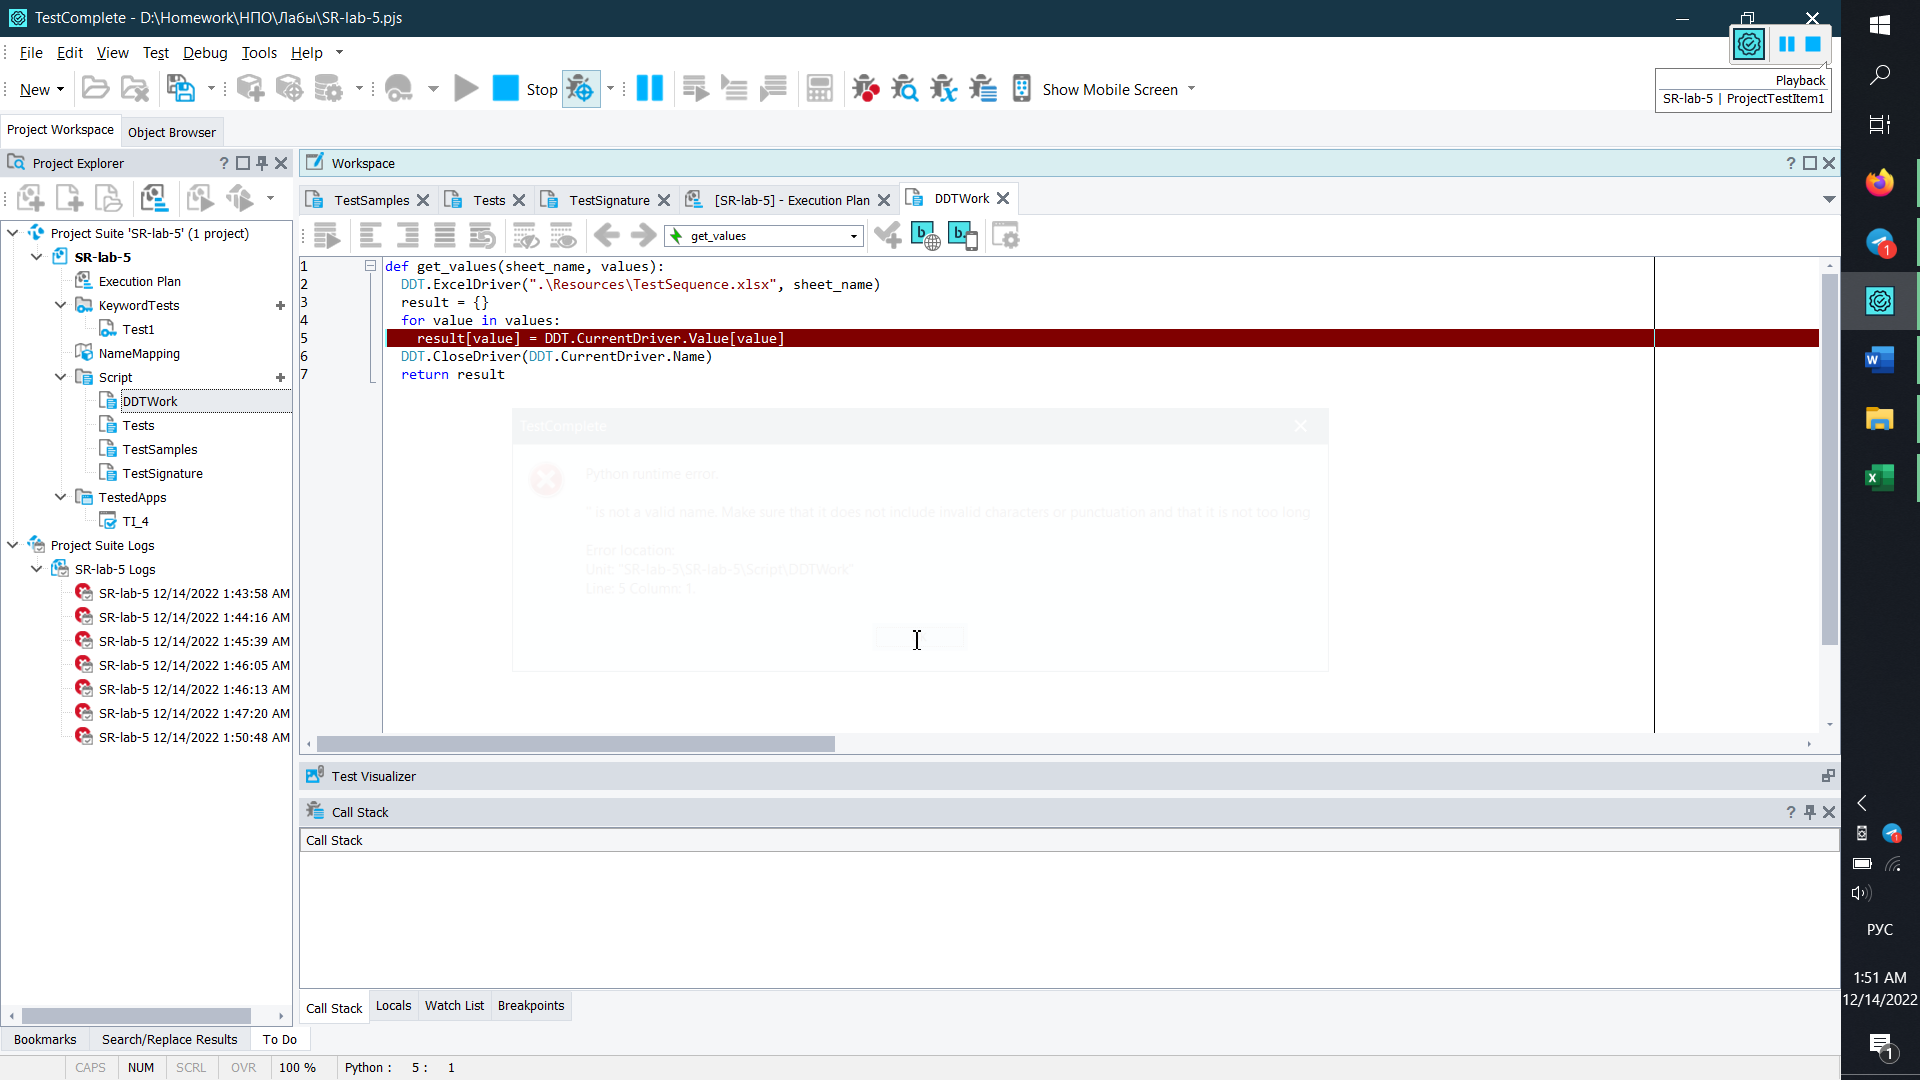 TestComplete - D:\Homework\НПО\Лабы\SR-lab-5.pjs
File Edit View Test Debug Tools Help
New Stop Show Mobile Screen
Playback
SR-lab-5 | ProjectTestItem1
Project Workspace Object Browser
Project Explorer
Workspace
TestSamples Tests TestSignature [SR-lab-5] - Execution Plan DDTWork
get_values
Project Suite 'SR-lab-5' (1 project)
SR-lab-5
Execution Plan
KeywordTests
Test1
NameMapping
Script
DDTWork
Tests
TestSamples
TestSignature
TestedApps
TI_4
Project Suite Logs
SR-lab-5 Logs
SR-lab-5 12/14/2022 1:43:58 AM
SR-lab-5 12/14/2022 1:44:16 AM
SR-lab-5 12/14/2022 1:45:39 AM
SR-lab-5 12/14/2022 1:46:05 AM
SR-lab-5 12/14/2022 1:46:13 AM
SR-lab-5 12/14/2022 1:47:20 AM
SR-lab-5 12/14/2022 1:50:48 AM
1 def get_values(sheet_name, values):
2 DDT.ExcelDriver(".\Resources\TestSequence.xlsx", sheet_name)
3 result = {}
4 for value in values:
5 result[value] = DDT.CurrentDriver.Value[value]
6 DDT.CloseDriver(DDT.CurrentDriver.Name)
7 return result
TestComplete
Python runtime error.
'' is not a valid name. Make sure that it does not include invalid characters or punctuation and that it is not too long.
Error location:
Unit: "SR-lab-5\SR-lab-5\Script\DDTWork"
Line: 5 Column: 1.
Test Visualizer
Call Stack
Call Stack
Call Stack Locals Watch List Breakpoints
Bookmarks Search/Replace Results To Do
CAPS NUM SCRL OVR 100 % Python : 5 : 1
1
W
X
1
РУС
1:51 AM
12/14/2022
1